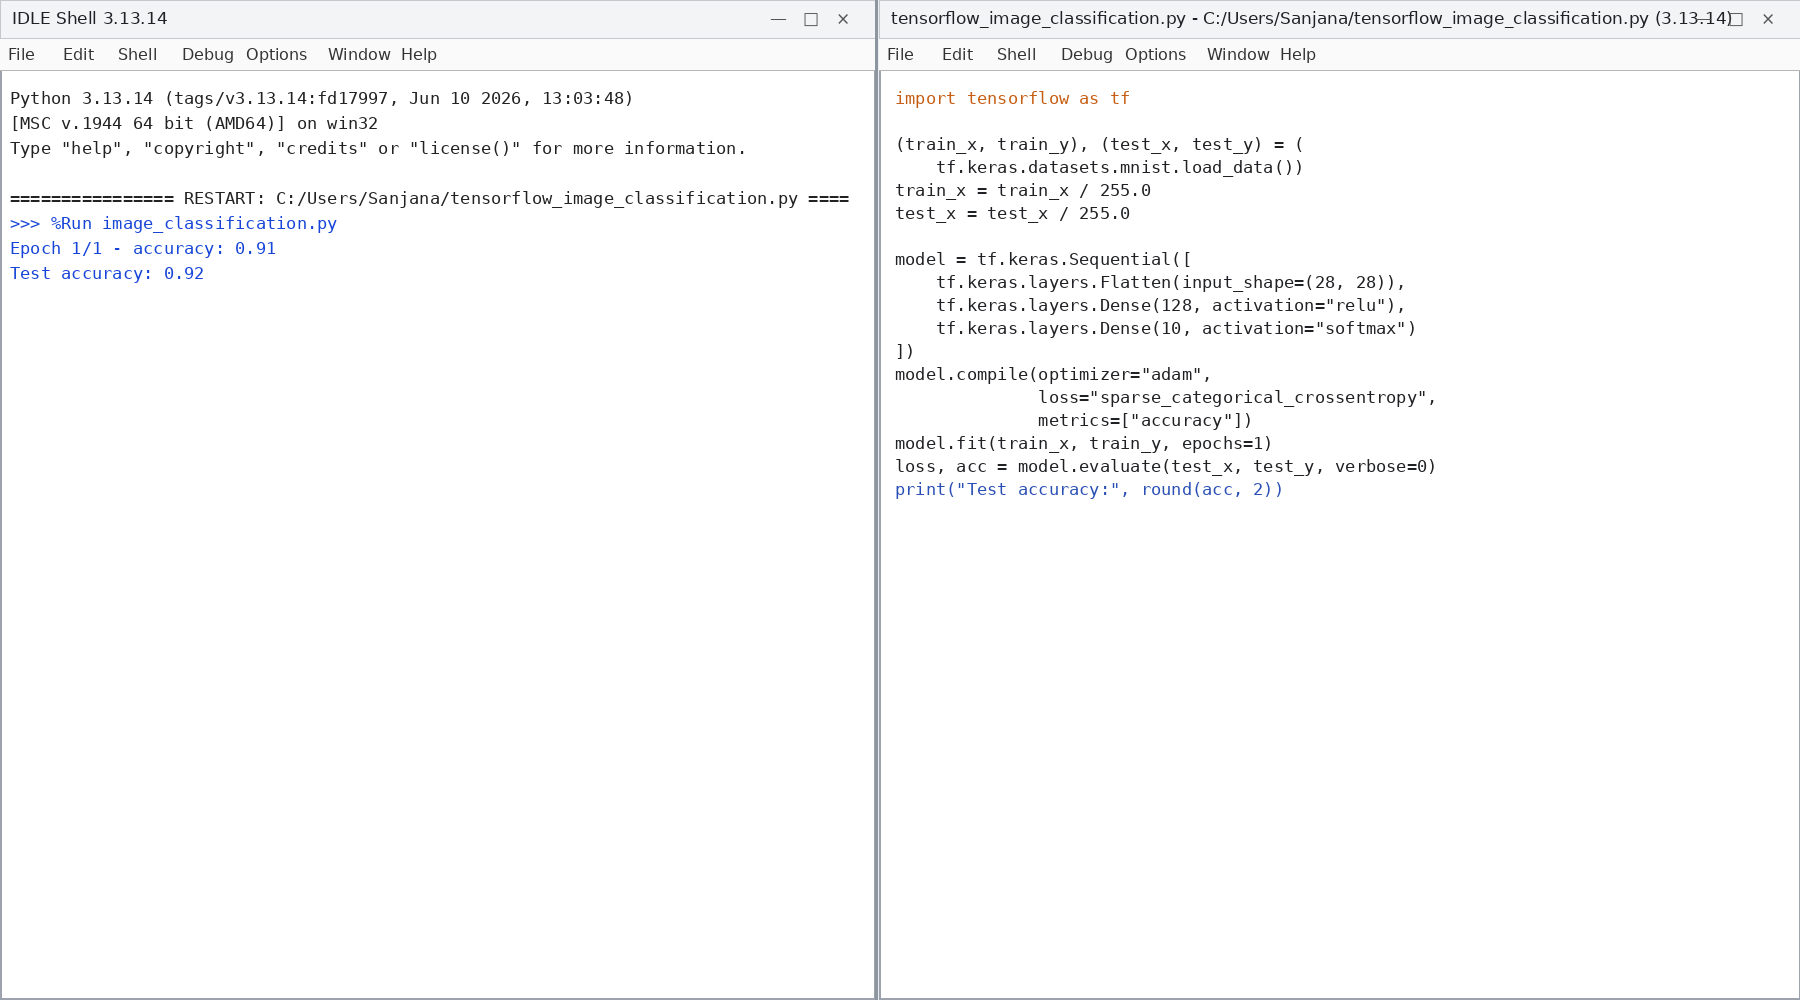 IDLE Shell 3.13.14
File Edit Shell Debug Options Window Help
Python 3.13.14 (tags/v3.13.14:fd17997, Jun 10 2026, 13:03:48)
[MSC v.1944 64 bit (AMD64)] on win32
Type "help", "copyright", "credits" or "license()" for more information.
================ RESTART: C:/Users/Sanjana/tensorflow_image_classification.py ====
>>> %Run image_classification.py
Epoch 1/1 - accuracy: 0.91
Test accuracy: 0.92
tensorflow_image_classification.py - C:/Users/Sanjana/tensorflow_image_classification.py (3.13.14)
File Edit Shell Debug Options Window Help
import tensorflow as tf
(train_x, train_y), (test_x, test_y) = (
    tf.keras.datasets.mnist.load_data())
train_x = train_x / 255.0
test_x = test_x / 255.0
model = tf.keras.Sequential([
    tf.keras.layers.Flatten(input_shape=(28, 28)),
    tf.keras.layers.Dense(128, activation="relu"),
    tf.keras.layers.Dense(10, activation="softmax")
])
model.compile(optimizer="adam",
              loss="sparse_categorical_crossentropy",
              metrics=["accuracy"])
model.fit(train_x, train_y, epochs=1)
loss, acc = model.evaluate(test_x, test_y, verbose=0)
print("Test accuracy:", round(acc, 2))